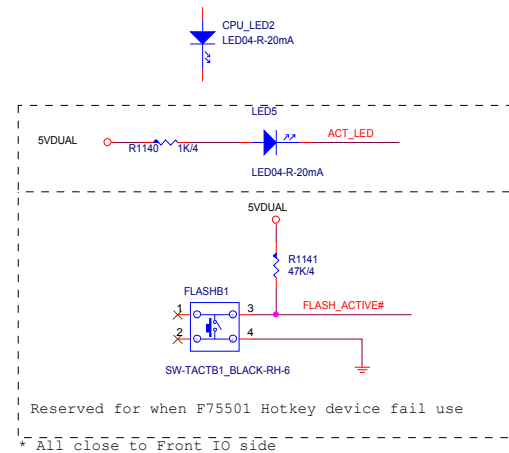 CPU_LED2
LED04-R-20mA
LED5
5VDUAL
ACT_LED
R1140
1K/4
LED04-R-20mA
5VDUAL
R1141
47K/4
FLASHB1
1
3
FLASH_ACTIVE#
2
4
SW-TACTB1_BLACK-RH-6
Reserved for when F75501 Hotkey device fail use
* All close to Front IO side